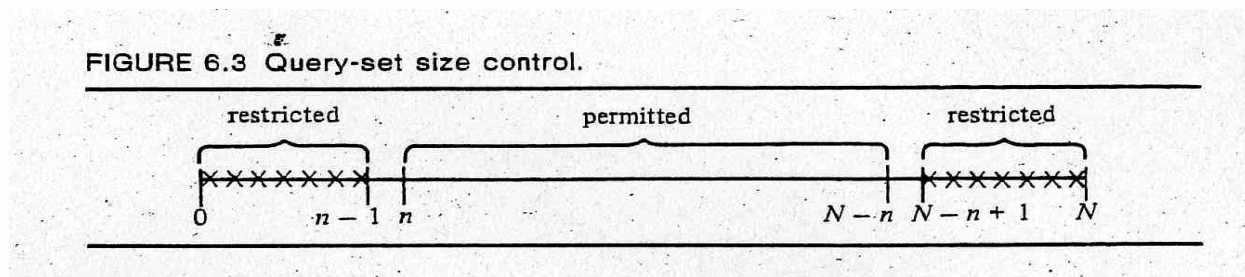 FIGURE 6.3 Query-set size control.
restricted permitted restricted
0 n − 1 n N − n N − n + 1 N